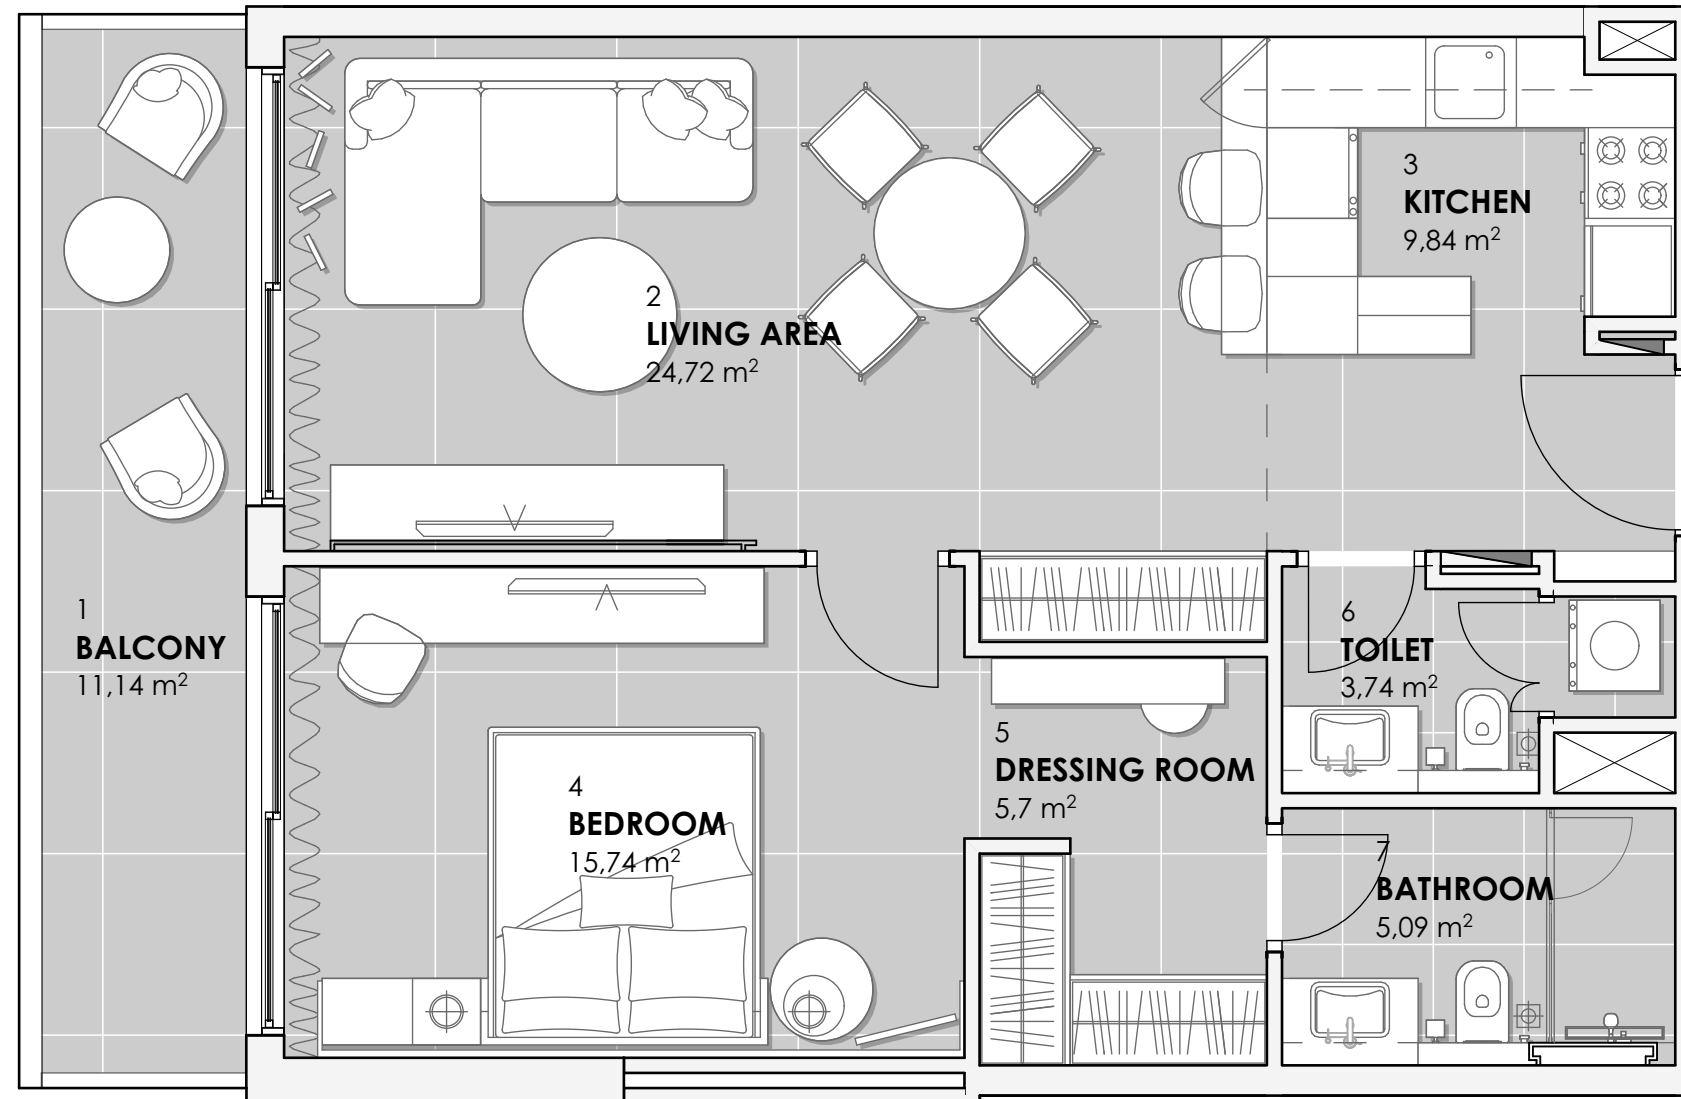 1
BALCONY
11,14 m²
2
LIVING AREA
24,72 m²
3
KITCHEN
9,84 m²
4
BEDROOM
15,74 m²
5
DRESSING ROOM
5,7 m²
6
TOILET
3,74 m²
7
BATHROOM
5,09 m²